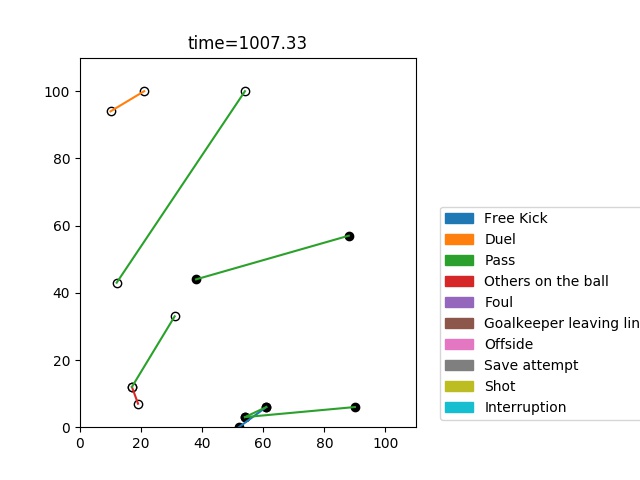 time=1007.33
100
80
60
40
20
0
0 20 40 60 80 100
Free Kick
Duel
Pass
Others on the ball
Foul
Goalkeeper leaving lin
Offside
Save attempt
Shot
Interruption